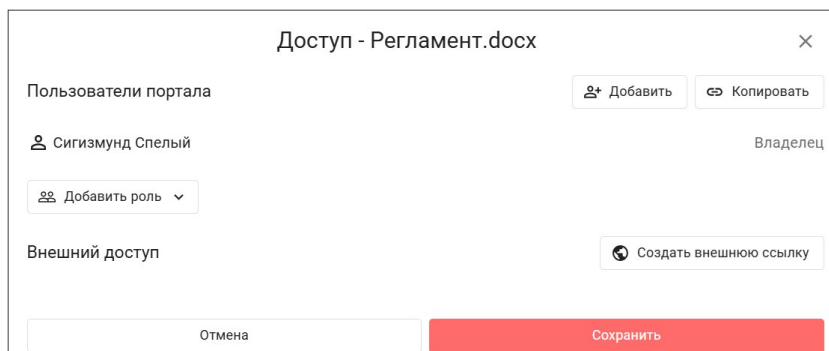 Доступ - Регламент.docx
Пользователи портала
Добавить
Копировать
Сигизмунд Спелый
Владелец
Добавить роль
Внешний доступ
Создать внешнюю ссылку
Отмена
Сохранить